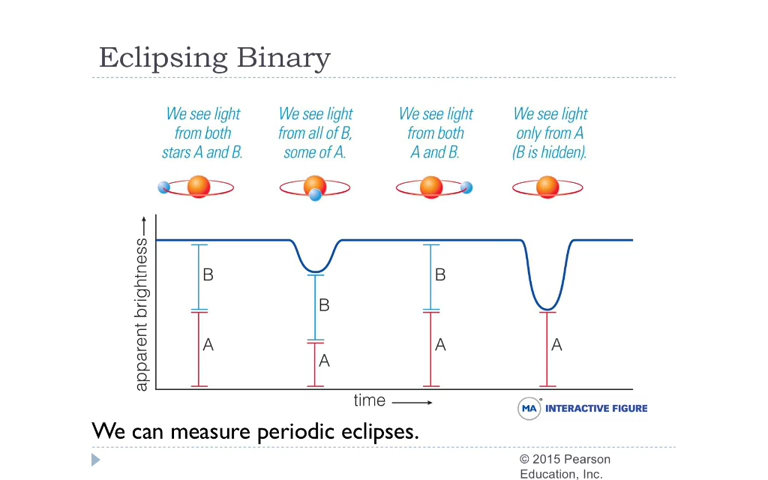 Eclipsing Binary
We see light
from both
stars A and B.
We see light
from all of B,
some of A.
We see light
from both
A and B.
We see light
only from A
(B is hidden).
apparent brightness
B
A
B
A
B
A
A
time
MA INTERACTIVE FIGURE
We can measure periodic eclipses.
© 2015 Pearson
Education, Inc.